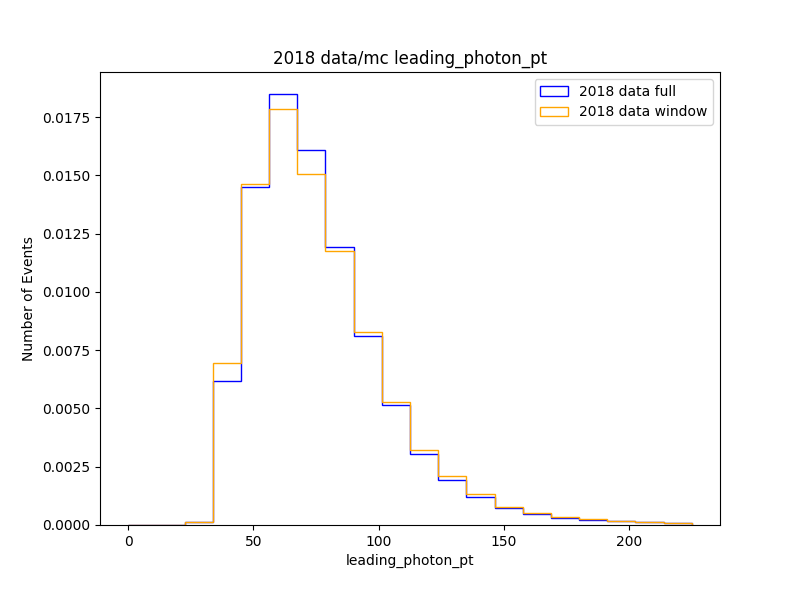 2018 data/mc leading_photon_pt
2018 data full
2018 data window
Number of Events
0.0175
0.0150
0.0125
0.0100
0.0075
0.0050
0.0025
0.0000
0
50
100
150
200
leading_photon_pt